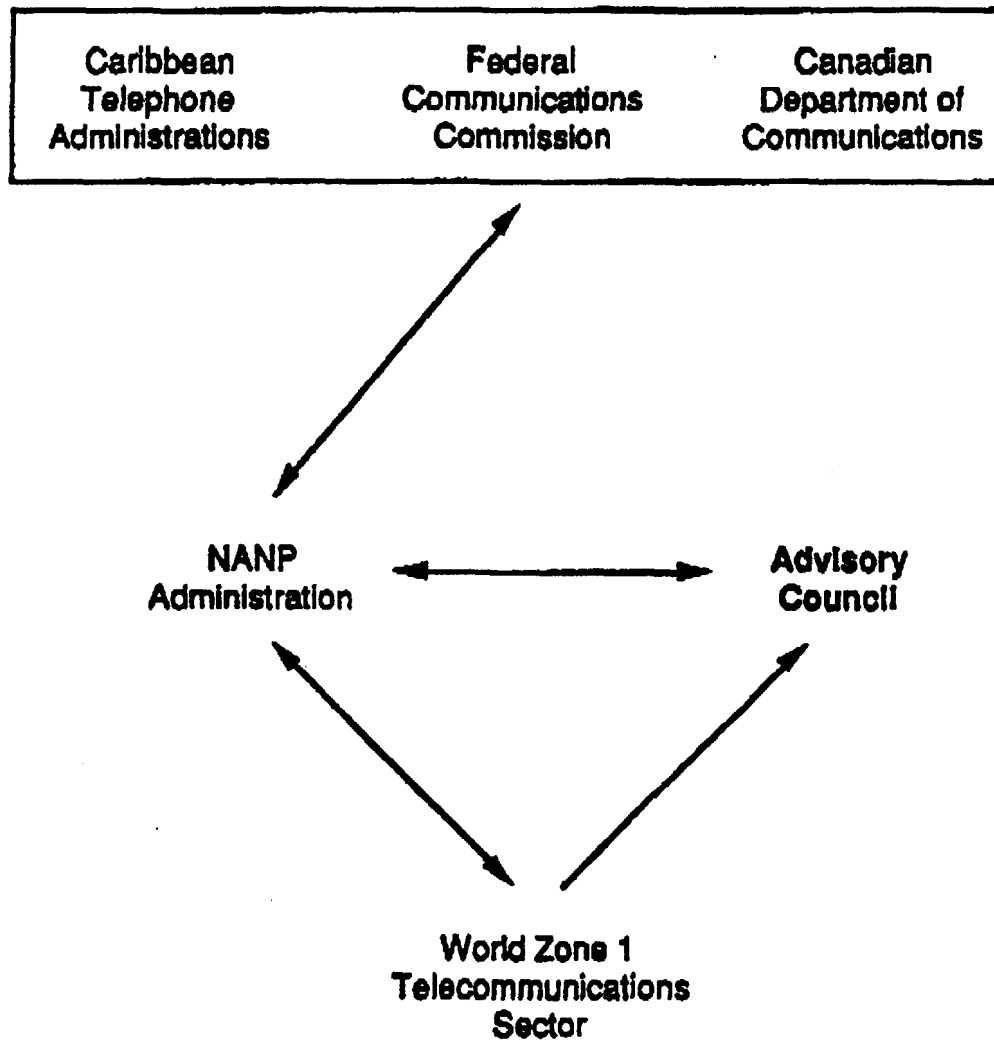 Caribbean
Telephone
Administrations
Federal
Communications
Commission
Canadian
Department of
Communications
NANP
Administration
Advisory
Council
World Zone 1
Telecommunications
Sector